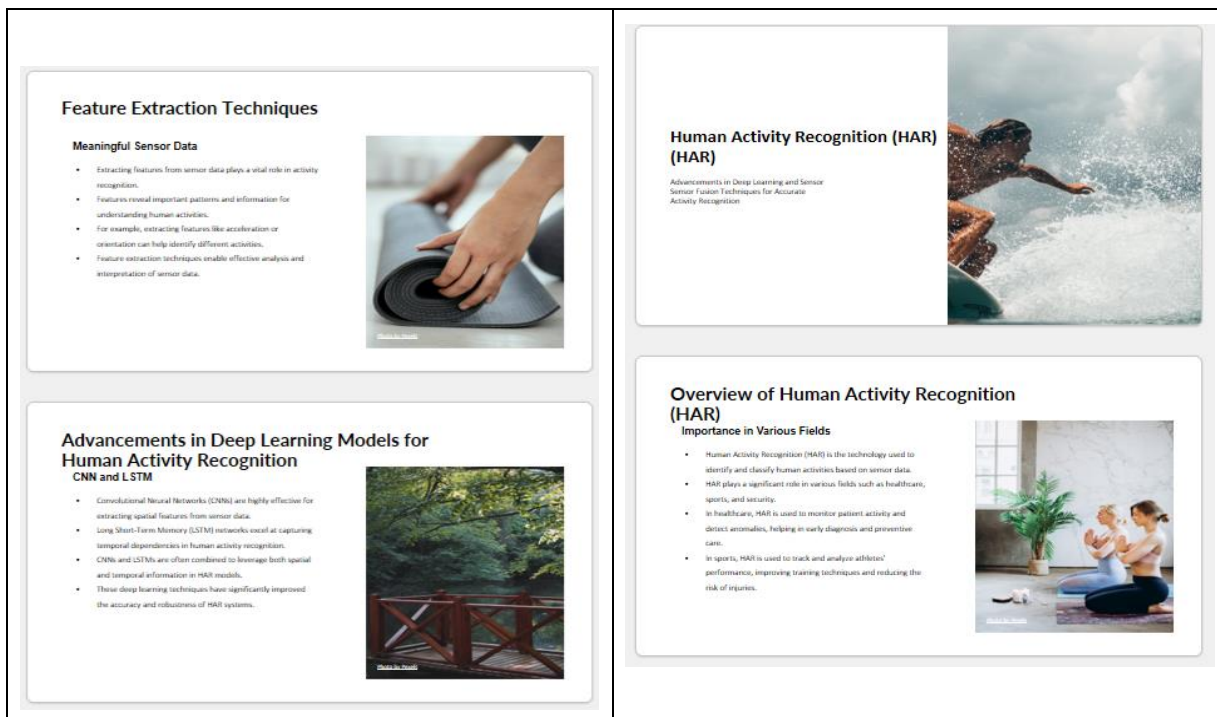 Feature Extraction Techniques
Meaningful Sensor Data
• Extracting features from sensor data plays a vital role in activity
recognition.
• Features reveal important patterns and information for
understanding human activities.
• For example, extracting features like acceleration or
orientation can help identify different activities.
• Feature extraction techniques enable effective analysis and
interpretation of sensor data.
Photo by Pexels
Advancements in Deep Learning Models for
Human Activity Recognition
CNN and LSTM
• Convolutional Neural Networks (CNNs) are highly effective for
extracting spatial features from sensor data.
• Long Short-Term Memory (LSTM) networks excel at capturing
temporal dependencies in human activity recognition.
• CNNs and LSTMs are often combined to leverage both spatial
and temporal information in HAR models.
• These deep learning techniques have significantly improved
the accuracy and robustness of HAR systems.
Photo by Pexels
Human Activity Recognition (HAR)
(HAR)
Advancements in Deep Learning and Sensor
Sensor Fusion Techniques for Accurate
Activity Recognition
Overview of Human Activity Recognition
(HAR)
Importance in Various Fields
• Human Activity Recognition (HAR) is the technology used to
identify and classify human activities based on sensor data.
• HAR plays a significant role in various fields such as healthcare,
sports, and security.
• In healthcare, HAR is used to monitor patient activity and
detect anomalies, helping in early diagnosis and preventive
care.
• In sports, HAR is used to track and analyze athletes'
performance, improving training techniques and reducing the
risk of injuries.
Photo by Pexels